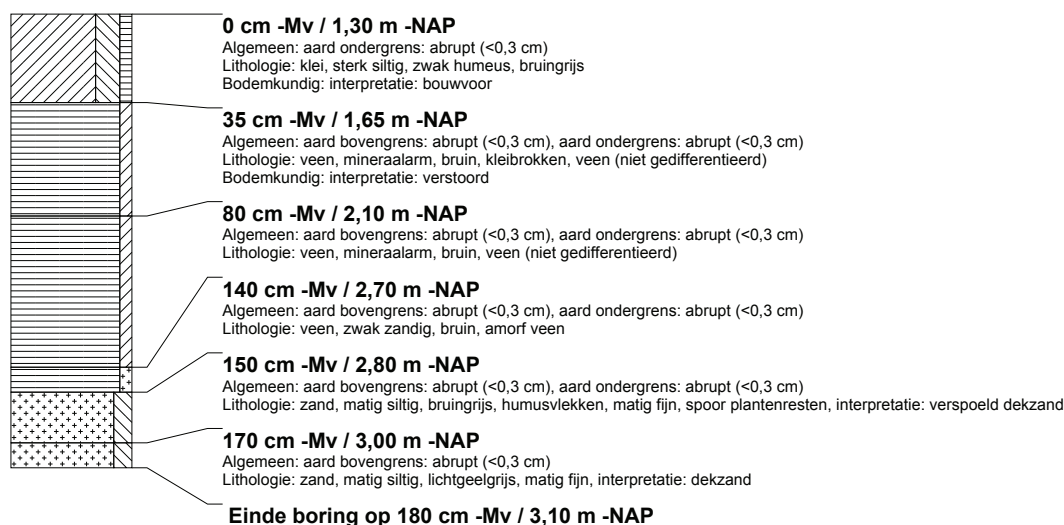 0 cm -Mv / 1,30 m -NAP
Algemeen: aard ondergrens: abrupt (<0,3 cm)
Lithologie: klei, sterk siltig, zwak humeus, bruingrijs
Bodemkundig: interpretatie: bouwvoor
35 cm -Mv / 1,65 m -NAP
Algemeen: aard bovengrens: abrupt (<0,3 cm), aard ondergrens: abrupt (<0,3 cm)
Lithologie: veen, mineraalarm, bruin, kleibrokken, veen (niet gedifferentieerd)
Bodemkundig: interpretatie: verstoord
80 cm -Mv / 2,10 m -NAP
Algemeen: aard bovengrens: abrupt (<0,3 cm), aard ondergrens: abrupt (<0,3 cm)
Lithologie: veen, mineraalarm, bruin, veen (niet gedifferentieerd)
140 cm -Mv / 2,70 m -NAP
Algemeen: aard bovengrens: abrupt (<0,3 cm), aard ondergrens: abrupt (<0,3 cm)
Lithologie: veen, zwak zandig, bruin, amorf veen
150 cm -Mv / 2,80 m -NAP
Algemeen: aard bovengrens: abrupt (<0,3 cm), aard ondergrens: abrupt (<0,3 cm)
Lithologie: zand, matig siltig, bruingrijs, humusvlekken, matig fijn, spoor plantenresten, interpretatie: verspoeld dekzand
170 cm -Mv / 3,00 m -NAP
Algemeen: aard bovengrens: abrupt (<0,3 cm)
Lithologie: zand, matig siltig, lichtgeelgrijs, matig fijn, interpretatie: dekzand
Einde boring op 180 cm -Mv / 3,10 m -NAP